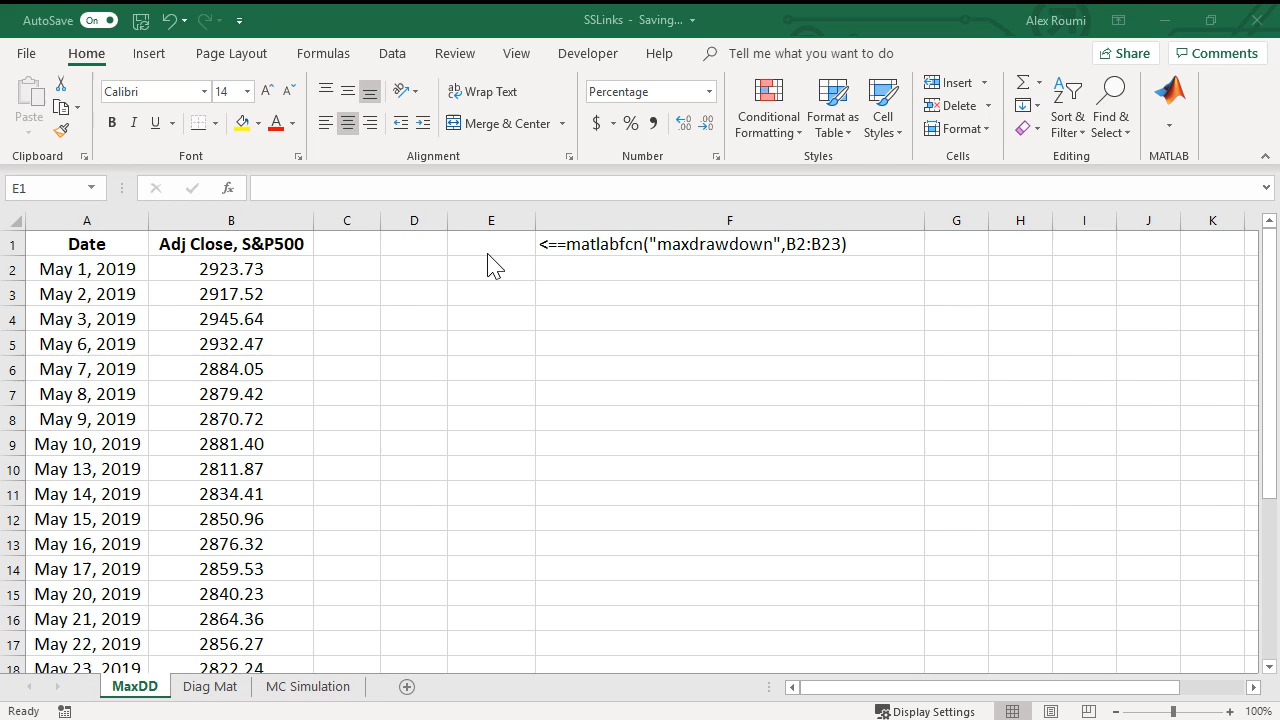 AutoSave On SSLinks - Saving... Alex Roumi
File Home Insert Page Layout Formulas Data Review View Developer Help Tell me what you want to do Share Comments
Paste Calibri 14 Wrap Text Percentage Conditional Formatting Format as Table Cell Styles Insert Sort & Filter Find & Select
B I U A Merge & Center $ % Delete
Format
Clipboard Font Alignment Number Styles Cells Editing MATLAB
E1 fx
A B C D E F G H I J K
1 Date Adj Close, S&P500 <==matlabfcn("maxdrawdown",B2:B23)
2 May 1, 2019 2923.73
3 May 2, 2019 2917.52
4 May 3, 2019 2945.64
5 May 6, 2019 2932.47
6 May 7, 2019 2884.05
7 May 8, 2019 2879.42
8 May 9, 2019 2870.72
9 May 10, 2019 2881.40
10 May 13, 2019 2811.87
11 May 14, 2019 2834.41
12 May 15, 2019 2850.96
13 May 16, 2019 2876.32
14 May 17, 2019 2859.53
15 May 20, 2019 2840.23
16 May 21, 2019 2864.36
17 May 22, 2019 2856.27
18 May 23, 2019 2822.24
MaxDD Diag Mat MC Simulation
Ready Display Settings 100%